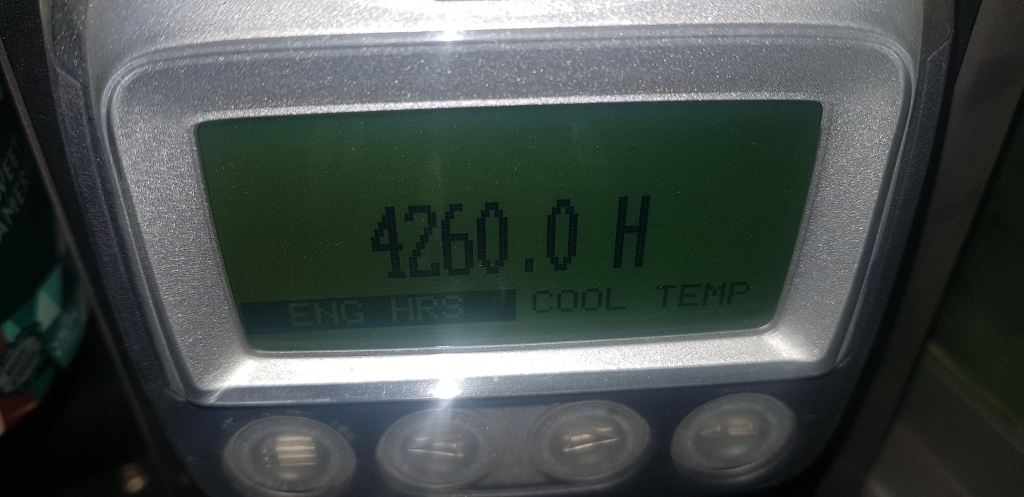 4260.0 H
ENG HRS COOL TEMP